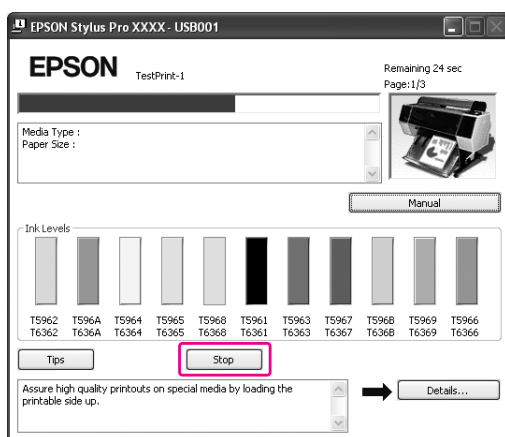 EPSON Stylus Pro XXXX - USB001
EPSON TestPrint-1
Remaining 24 sec
Page:1/3
Media Type :
Paper Size :
Manual
Ink Levels
T5962 T596A T5964 T5965 T5968 T5961 T5963 T5967 T596B T5969 T5966
T6362 T636A T6364 T6365 T6368 T6361 T6363 T6367 T636B T6369 T6366
Tips Stop
Assure high quality printouts on special media by loading the
printable side up.
Details...